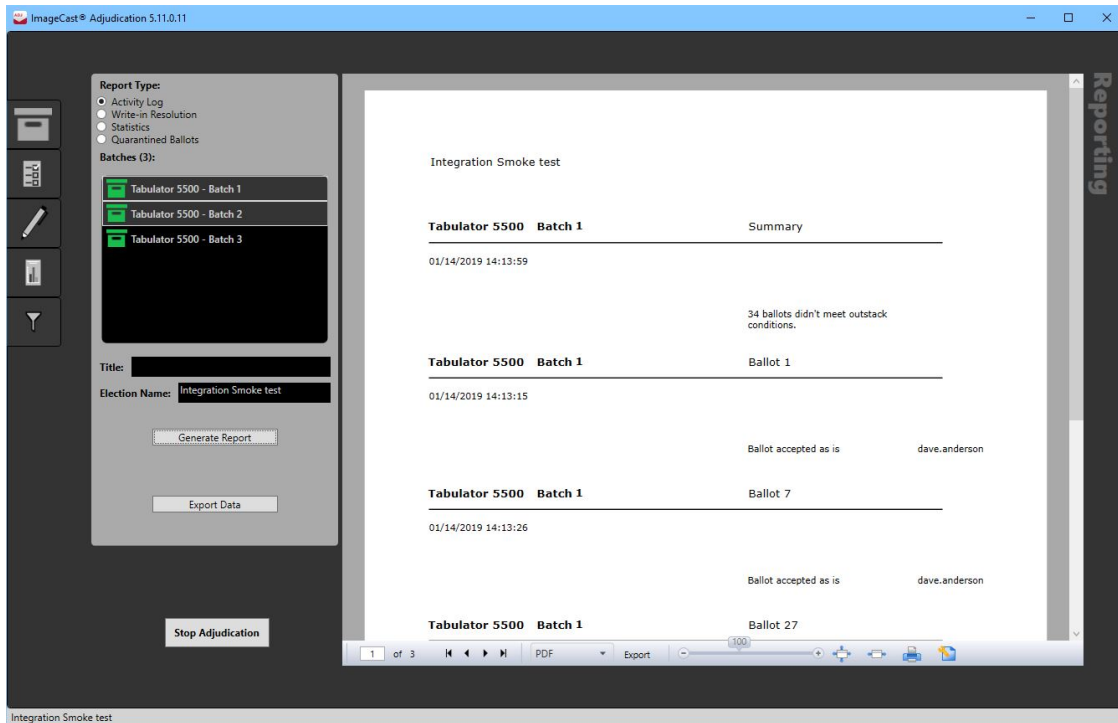 ImageCast® Adjudication 5.11.0.11
Reporting
Report Type:
Activity Log
Write-in Resolution
Statistics
Quarantined Ballots
Batches (3):
Tabulator 5500 - Batch 1
Tabulator 5500 - Batch 2
Tabulator 5500 - Batch 3
Title:
Election Name: Integration Smoke test
Generate Report
Export Data
Stop Adjudication
Integration Smoke test
Tabulator 5500 Batch 1 Summary
01/14/2019 14:13:59
34 ballots didn't meet outstack
conditions.
Tabulator 5500 Batch 1 Ballot 1
01/14/2019 14:13:15
Ballot accepted as is dave.anderson
Tabulator 5500 Batch 1 Ballot 7
01/14/2019 14:13:26
Ballot accepted as is dave.anderson
Tabulator 5500 Batch 1 Ballot 27
1 of 3 PDF Export 100
Integration Smoke test